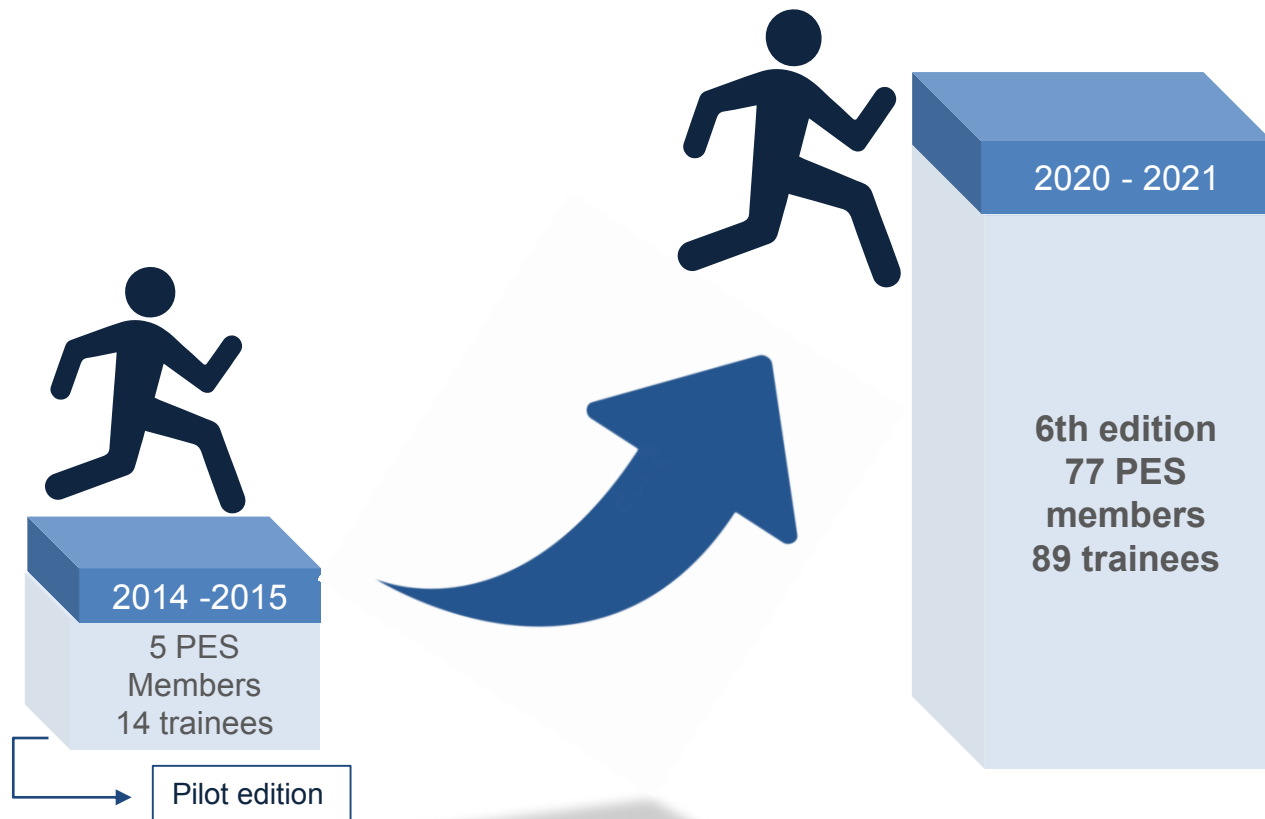 2014 -2015
5 PES
Members
14 trainees
Pilot edition
2020 - 2021
6th edition
77 PES
members
89 trainees